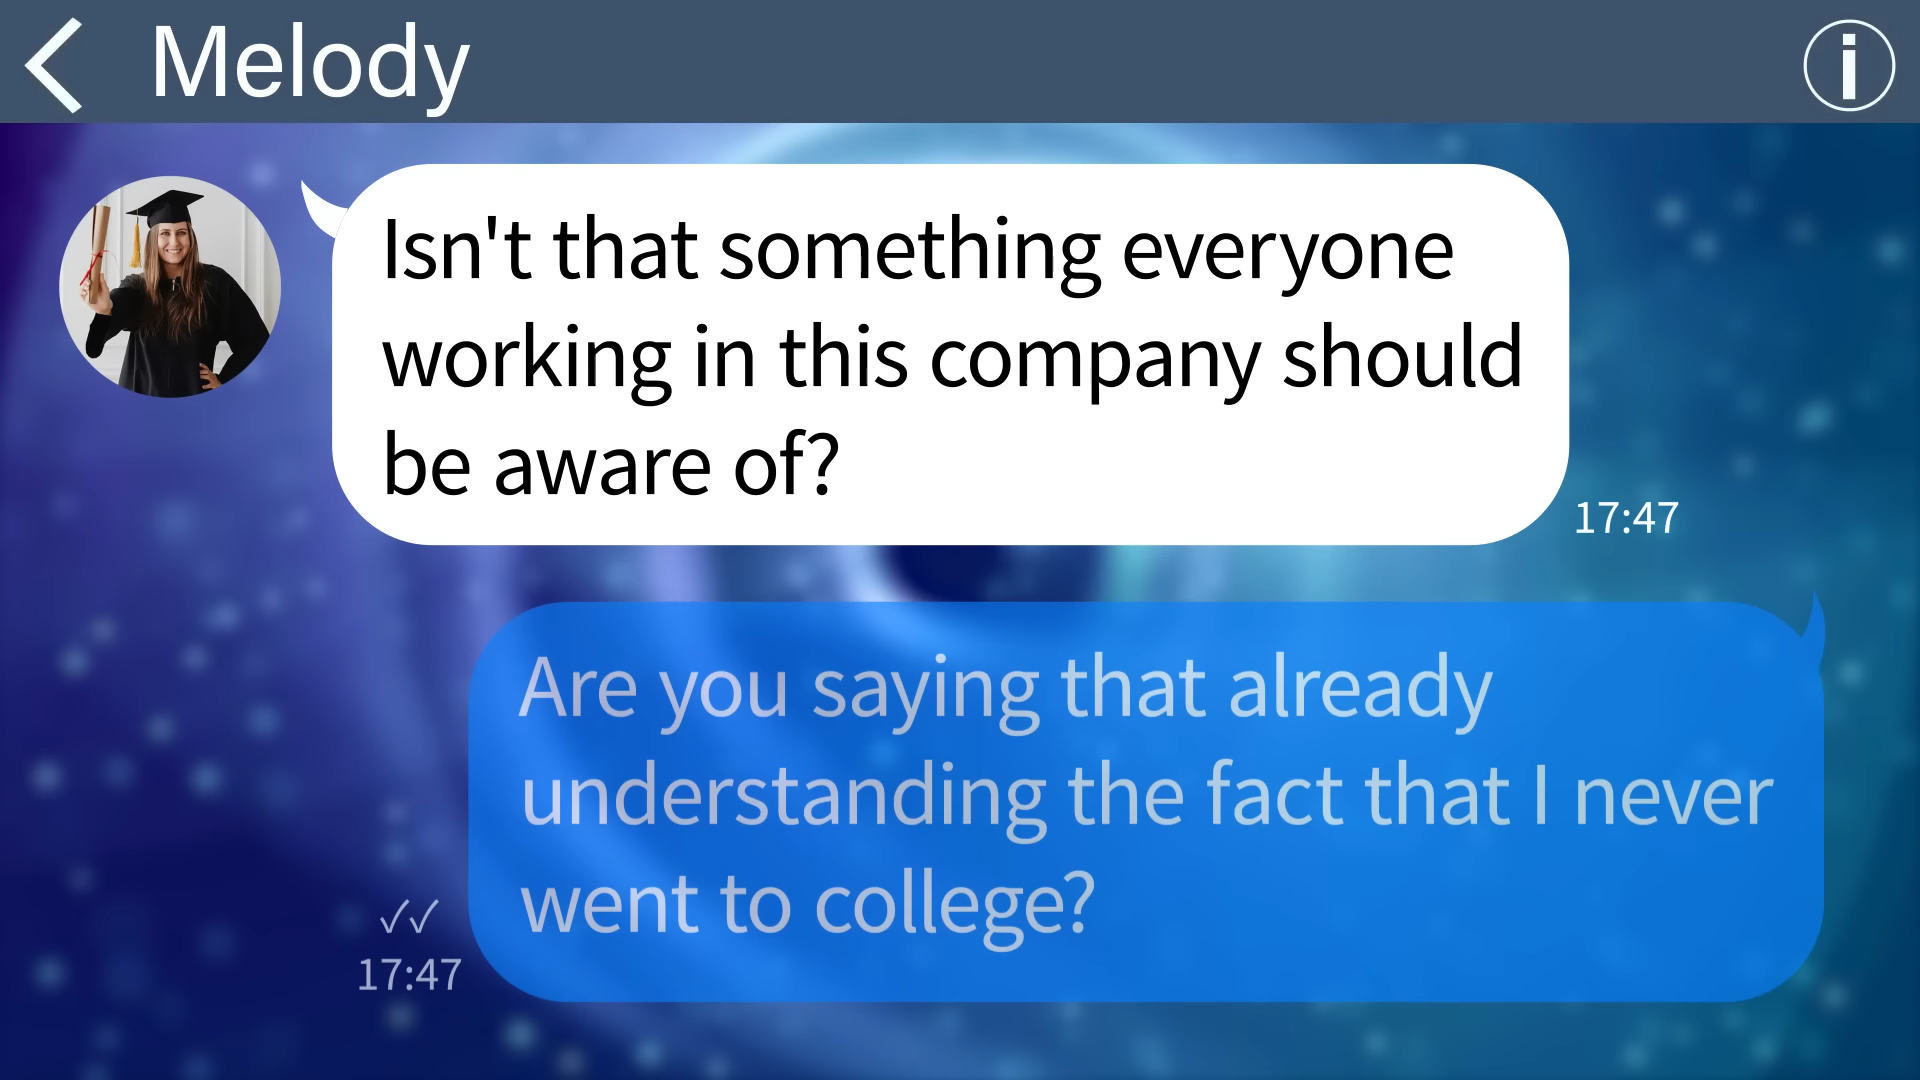 Melody
Isn't that something everyone
working in this company should
be aware of?
17:47
Are you saying that already
understanding the fact that I never
went to college?
✓✓
17:47